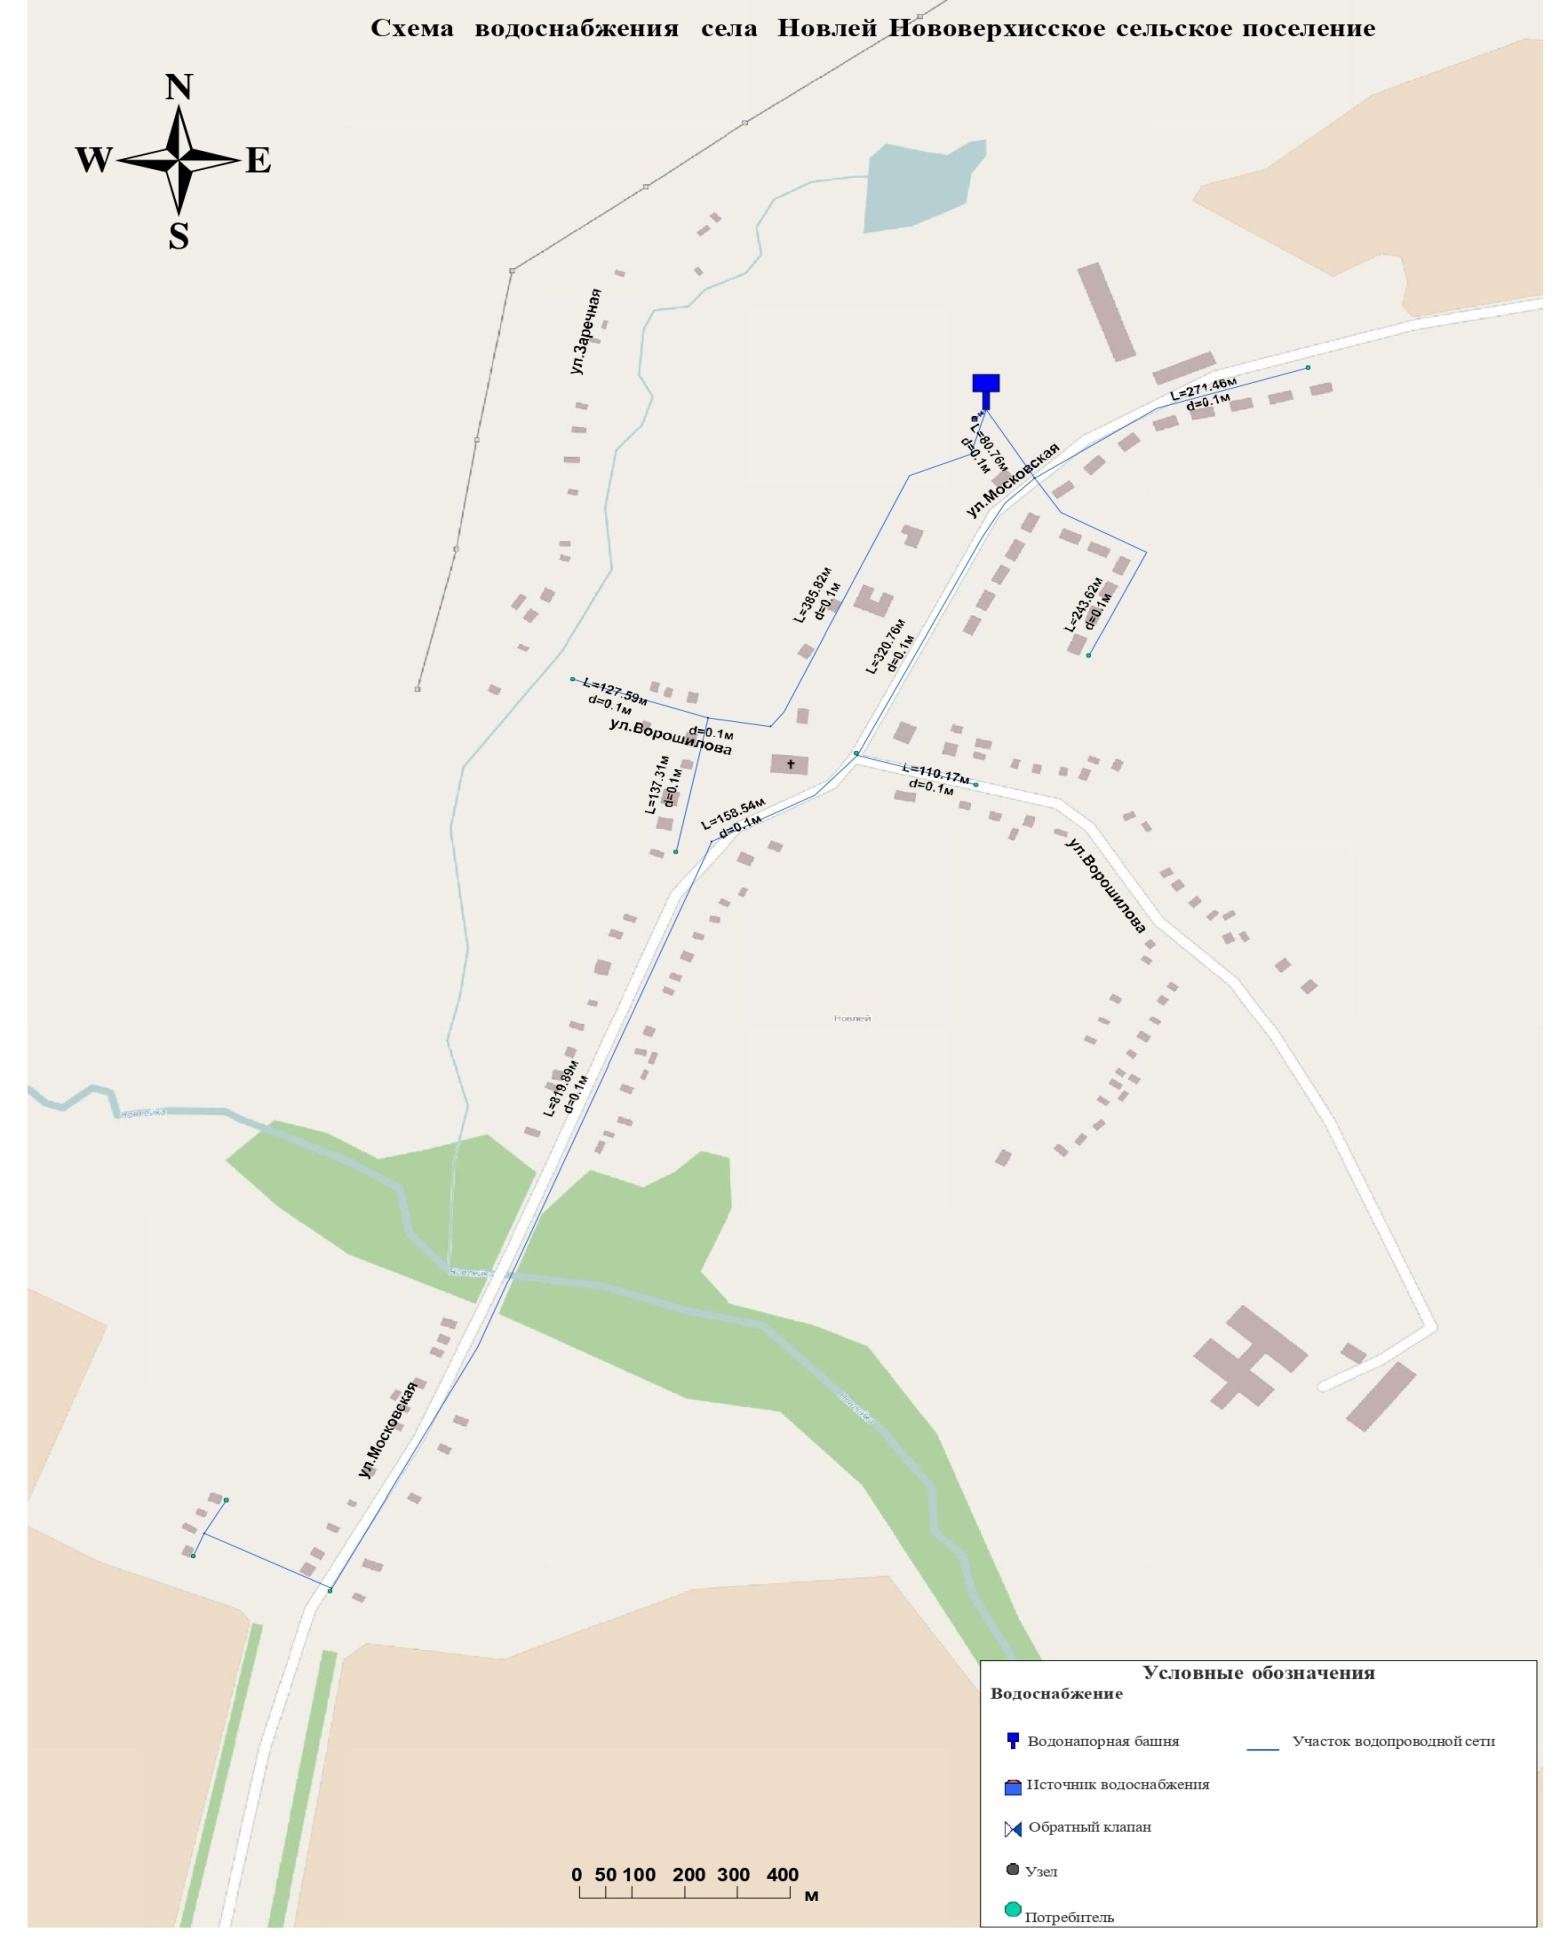 Схема водоснабжения села Новлей Нововерхисское сельское поселение
N
W E
S
ул.Заречная
L=271.46м
d=0.1м
L=80.76м
d=0.1м
ул.Московская
L=385.82м
d=0.1м
L=243.62м
d=0.1м
L=320.76м
d=0.1м
L=127.59м
d=0.1м
d=0.1м
ул.Ворошилова
L=137.31м
d=0.1м
L=110.17м
d=0.1м
L=158.54м
d=0.1м
ул.Ворошилова
Новлей
L=819.89м
d=0.1м
ул.Московская
Условные обозначения
Водоснабжение
Водонапорная башня
Участок водопроводной сети
Источник водоснабжения
Обратный клапан
Узел
Потребитель
0 50 100 200 300 400
м